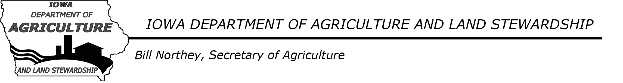 IOWA
DEPARTMENT OF
AGRICULTURE
AND LAND STEWARDSHIP
IOWA DEPARTMENT OF AGRICULTURE AND LAND STEWARDSHIP
Bill Northey, Secretary of Agriculture